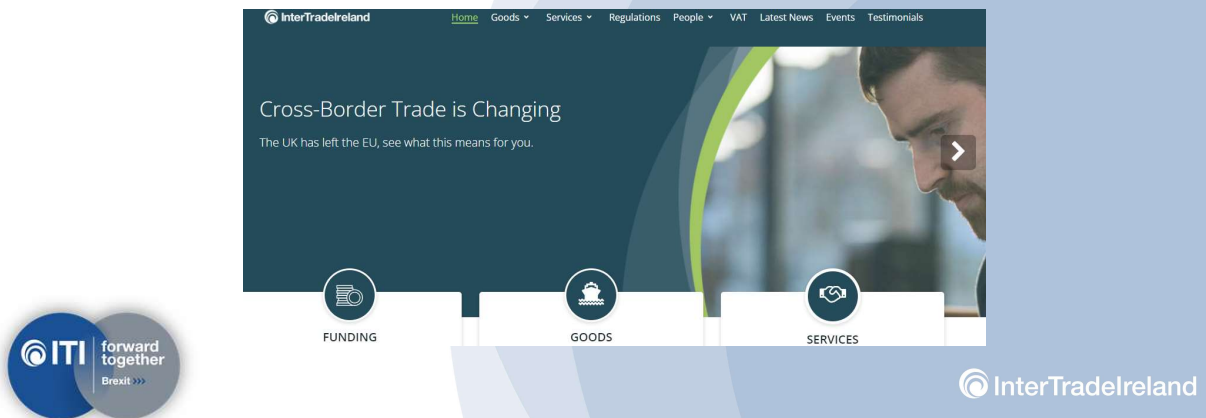 InterTradeIreland
Home Goods Services Regulations People VAT Latest News Events Testimonials
Cross-Border Trade is Changing
The UK has left the EU, see what this means for you.
FUNDING
GOODS
SERVICES
ITI
forward
together
Brexit >>>
InterTradeIreland